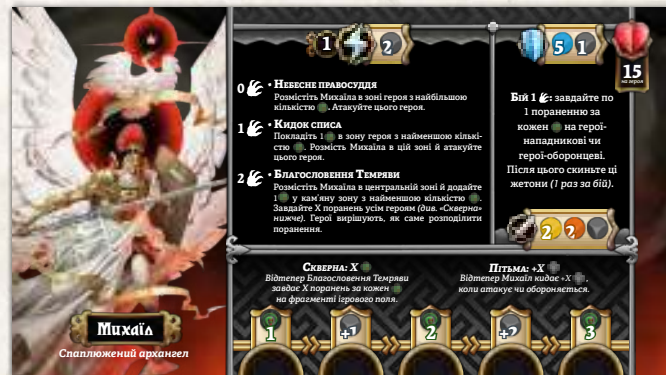 1 2
5 1
15
на героя
0 • Небесне правосуддя
Розмістіть Михаїла в зоні героя з найбільшою
кількістю . Атакуйте цього героя.
1 • Кидок списа
Покладіть 1 в зону героя з найменшою кількі-
стю . Розмість Михаїла в цій зоні й атакуйте
цього героя.
2 • Благословення Темряви
Розмістіть Михаїла в центральній зоні й додайте
1 у кам'яну зону з найменшою кількістю .
Завдайте X поранень усім героям (див. «Скверна»
нижче). Герої вирішують, як саме розподілити
поранення.
Бій 1 : завдайте по
1 пораненню за
кожен на герої-
нападникові чи
герої-оборонцеві.
Після цього скиньте ці
жетони (1 раз за бій).
2 2
Скверна: X
Відтепер Благословення Темряви
завдає X поранень за кожен
на фрагменті ігрового поля.
Пітьма: +X
Відтепер Михаїл кидає +X ,
коли атакує чи обороняється.
Михаїл
Споплюжений архангел
1 +1 2 +2 3